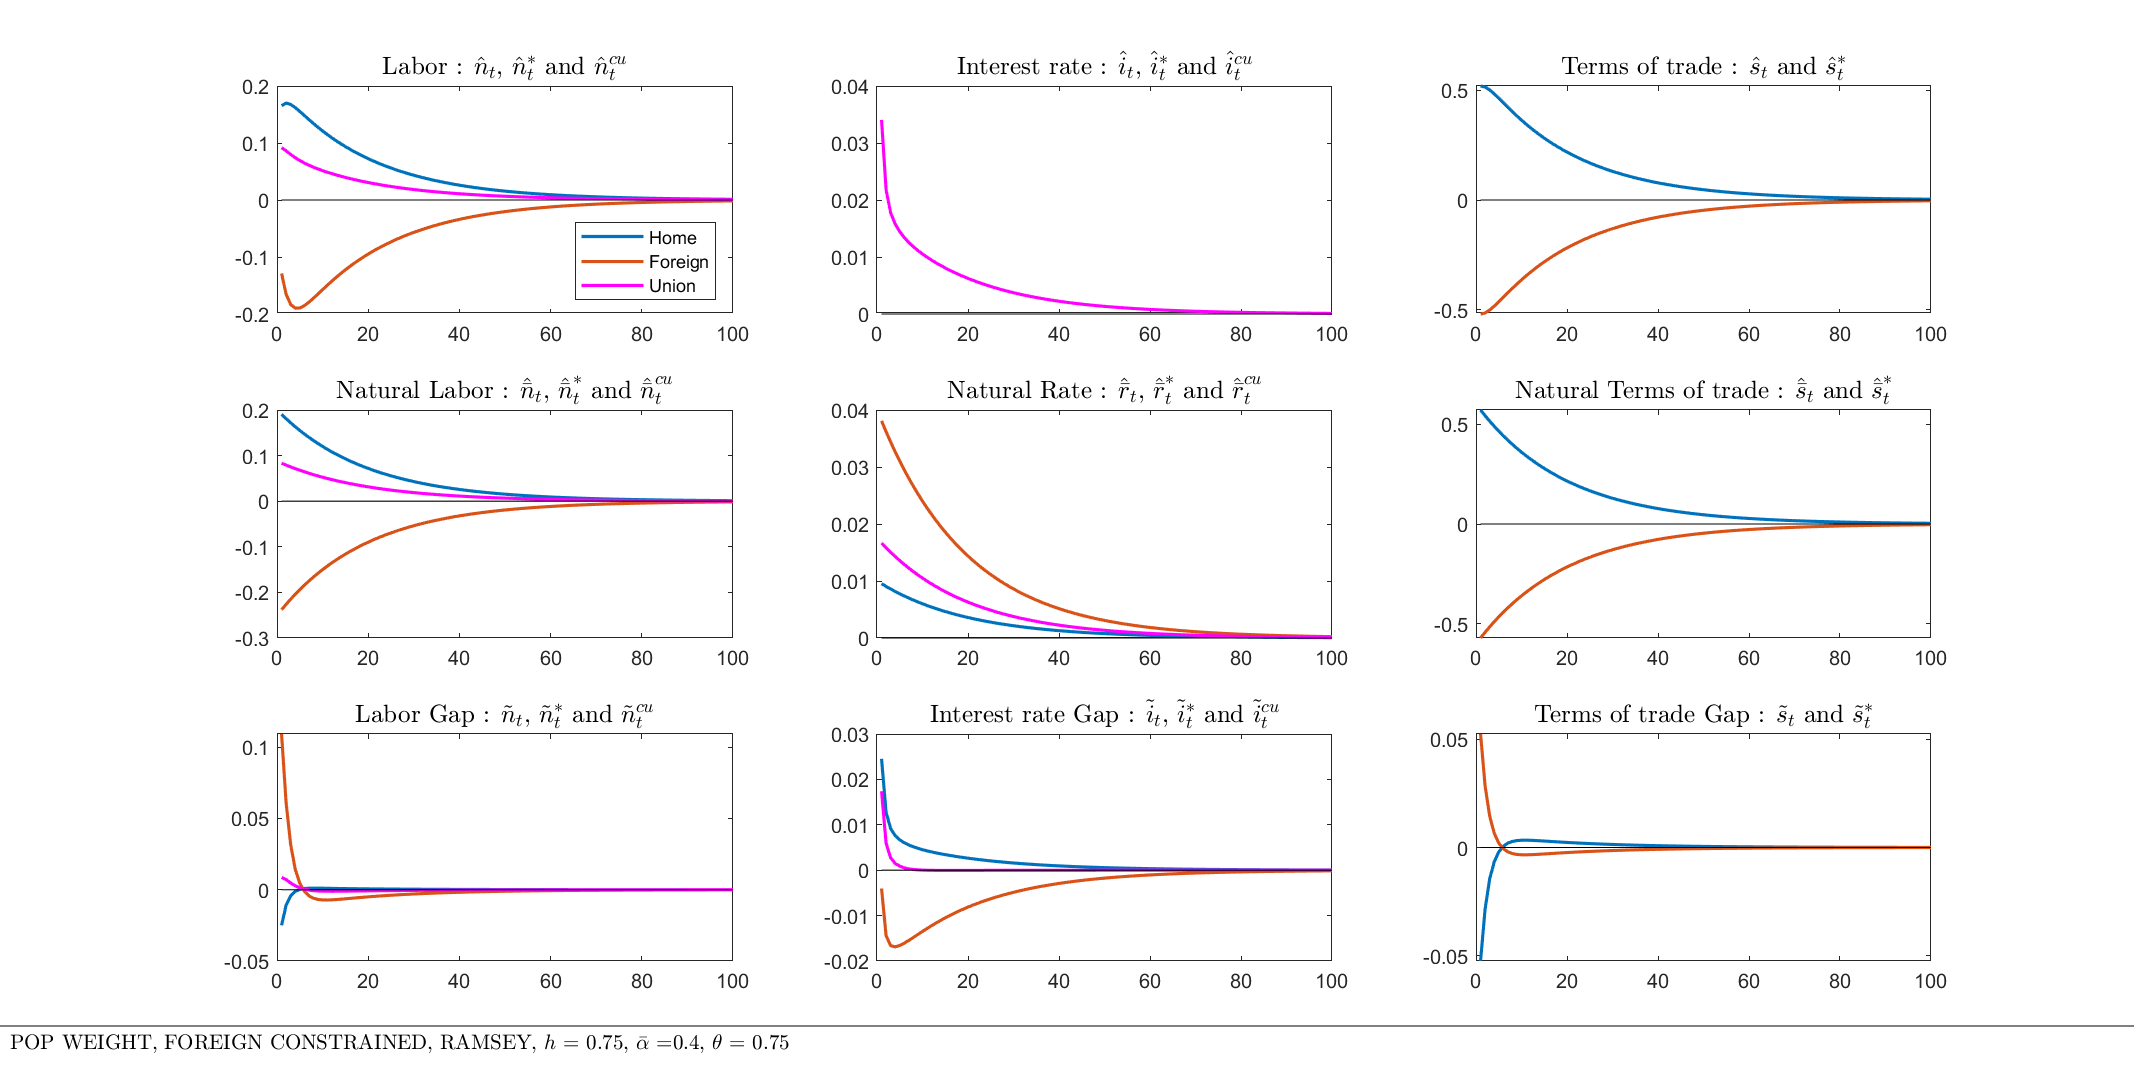 Labor : n̂ₜ, n̂ₜ* and n̂ₜᶜᵘ
0.2
0.1
0
-0.1
-0.2
0 20 40 60 80 100
Home
Foreign
Union
Interest rate : îₜ, îₜ* and îₜᶜᵘ
0.04
0.03
0.02
0.01
0
0 20 40 60 80 100
Terms of trade : ŝₜ and ŝₜ*
0.5
0
-0.5
0 20 40 60 80 100
Natural Labor : n̄̂ₜ, n̄̂ₜ* and n̄̂ₜᶜᵘ
0.2
0.1
0
-0.1
-0.2
-0.3
0 20 40 60 80 100
Natural Rate : r̄̂ₜ, r̄̂ₜ* and r̄̂ₜᶜᵘ
0.04
0.03
0.02
0.01
0
0 20 40 60 80 100
Natural Terms of trade : s̄̂ₜ and s̄̂ₜ*
0.5
0
-0.5
0 20 40 60 80 100
Labor Gap : ñₜ, ñₜ* and ñₜᶜᵘ
0.1
0.05
0
-0.05
0 20 40 60 80 100
Interest rate Gap : ĩₜ, ĩₜ* and ĩₜᶜᵘ
0.03
0.02
0.01
0
-0.01
-0.02
0 20 40 60 80 100
Terms of trade Gap : s̃ₜ and s̃ₜ*
0.05
0
-0.05
0 20 40 60 80 100
POP WEIGHT, FOREIGN CONSTRAINED, RAMSEY, h = 0.75, ᾱ =0.4, θ = 0.75